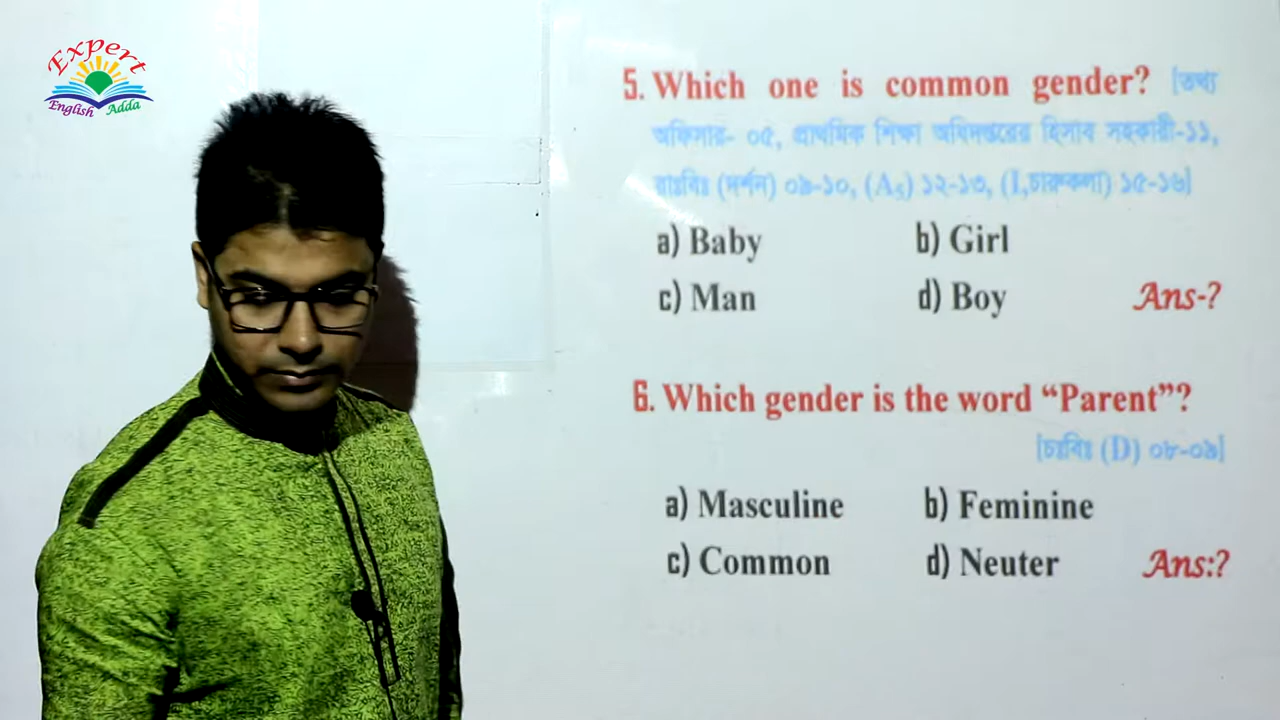 Expert
English Adda
5. Which one is common gender? [তথ্য
অফিসার- ০৫, প্রাথমিক শিক্ষা অধিদপ্তরের হিসাব সহকারী-১১,
রাঃবিঃ (দর্শন) ০৯-১০, (A₅) ১২-১৩, (I,চারুকলা) ১৫-১৬]
a) Baby b) Girl
c) Man d) Boy Ans-?
6. Which gender is the word “Parent”?
[চঃবিঃ (D) ০৮-০৯]
a) Masculine b) Feminine
c) Common d) Neuter Ans:?